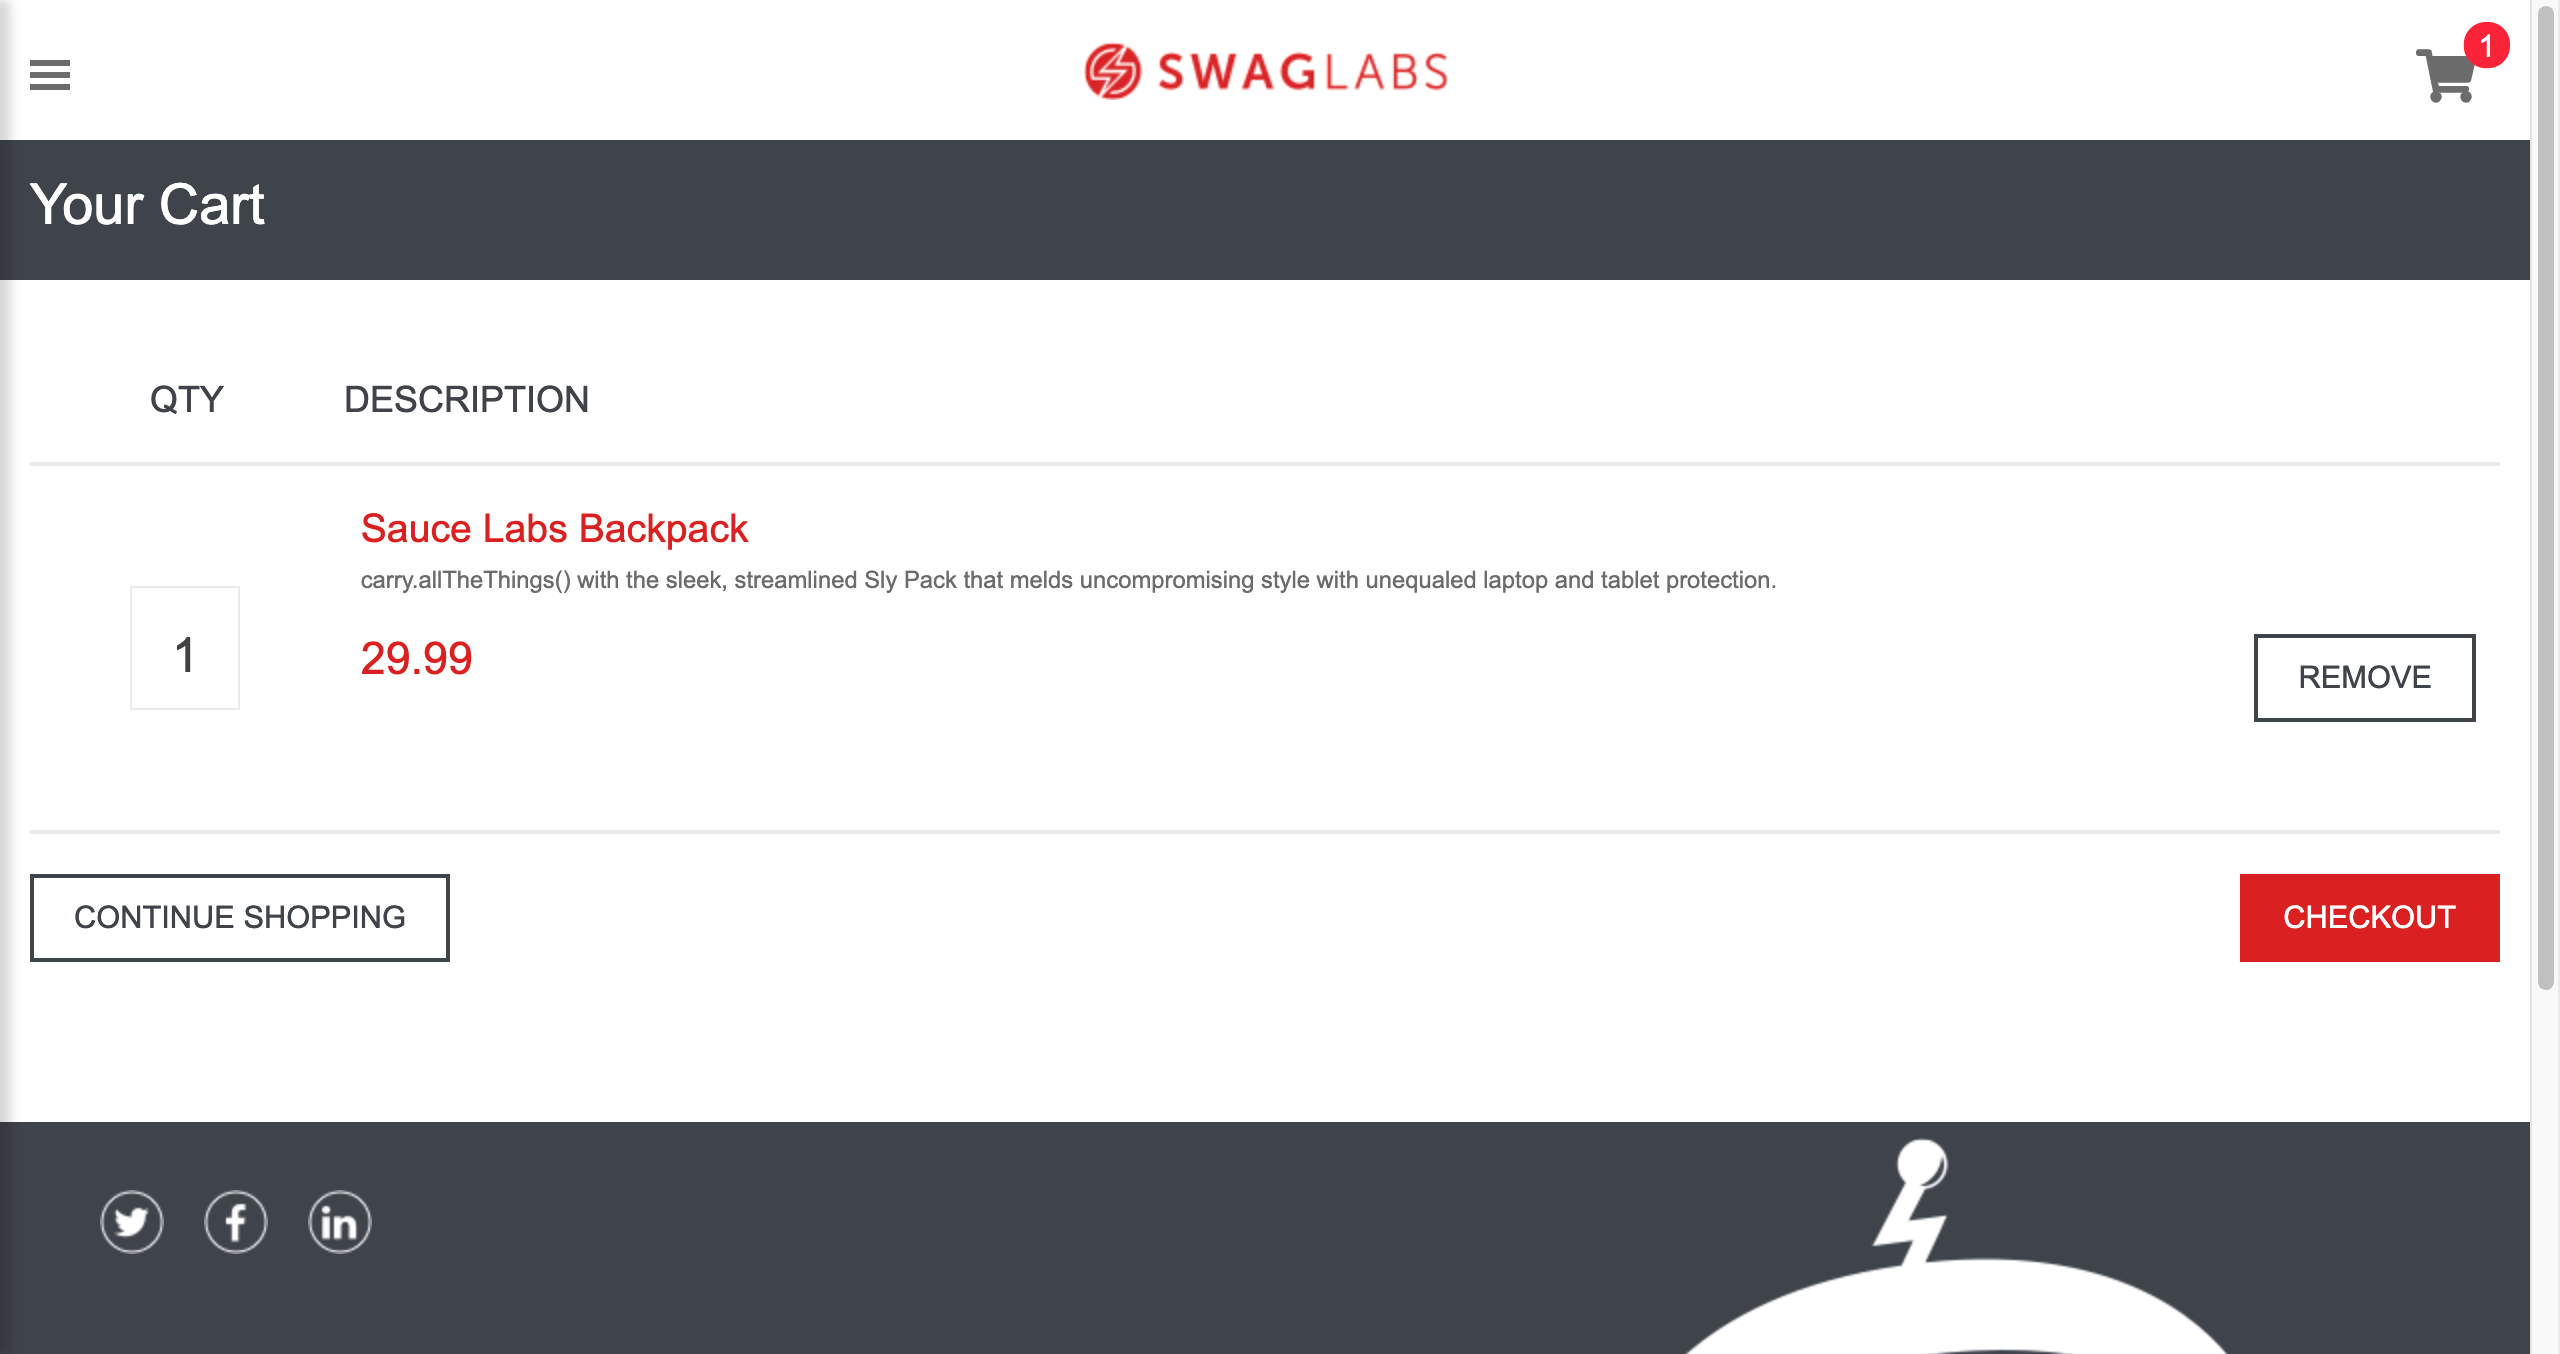 SWAGLABS
1
Your Cart
QTY DESCRIPTION
Sauce Labs Backpack
carry.allTheThings() with the sleek, streamlined Sly Pack that melds uncompromising style with unequaled laptop and tablet protection.
1
29.99
REMOVE
CONTINUE SHOPPING
CHECKOUT
f
in